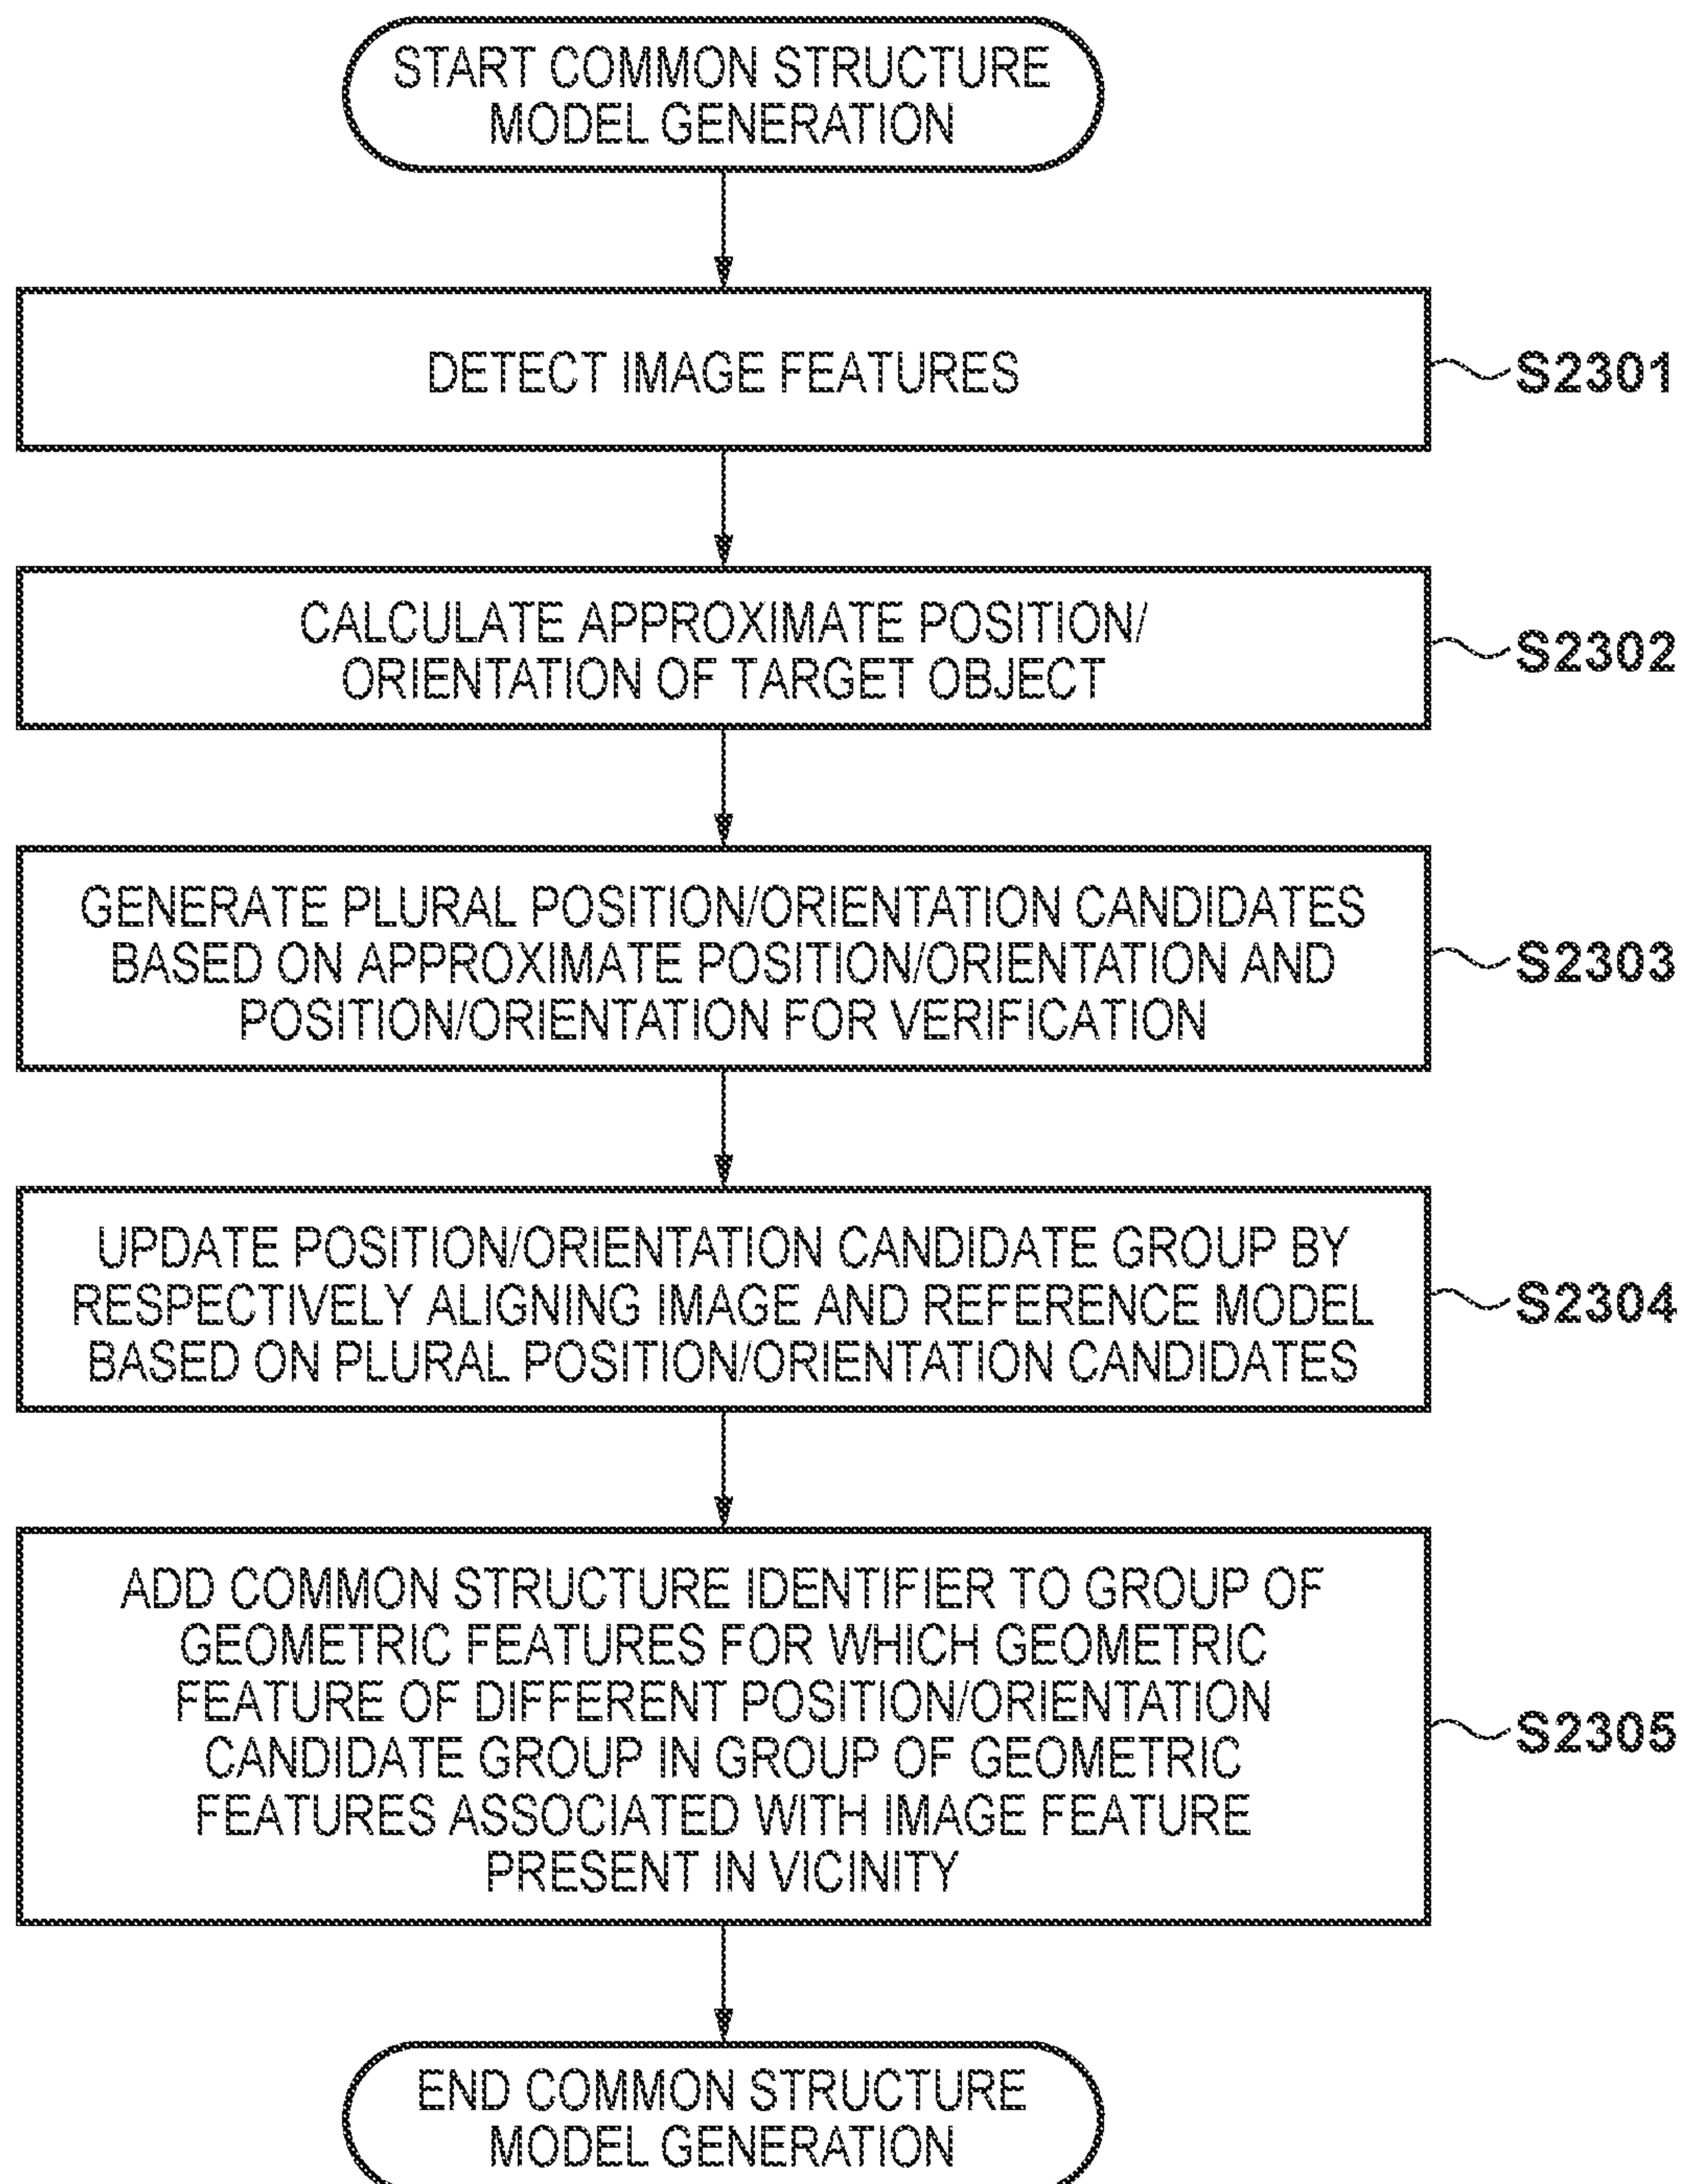 START COMMON STRUCTURE
MODEL GENERATION
DETECT IMAGE FEATURES
S2301
CALCULATE APPROXIMATE POSITION/
ORIENTATION OF TARGET OBJECT
S2302
GENERATE PLURAL POSITION/ORIENTATION CANDIDATES
BASED ON APPROXIMATE POSITION/ORIENTATION AND
POSITION/ORIENTATION FOR VERIFICATION
S2303
UPDATE POSITION/ORIENTATION CANDIDATE GROUP BY
RESPECTIVELY ALIGNING IMAGE AND REFERENCE MODEL
BASED ON PLURAL POSITION/ORIENTATION CANDIDATES
S2304
ADD COMMON STRUCTURE IDENTIFIER TO GROUP OF
GEOMETRIC FEATURES FOR WHICH GEOMETRIC
FEATURE OF DIFFERENT POSITION/ORIENTATION
CANDIDATE GROUP IN GROUP OF GEOMETRIC
FEATURES ASSOCIATED WITH IMAGE FEATURE
PRESENT IN VICINITY
S2305
END COMMON STRUCTURE
MODEL GENERATION